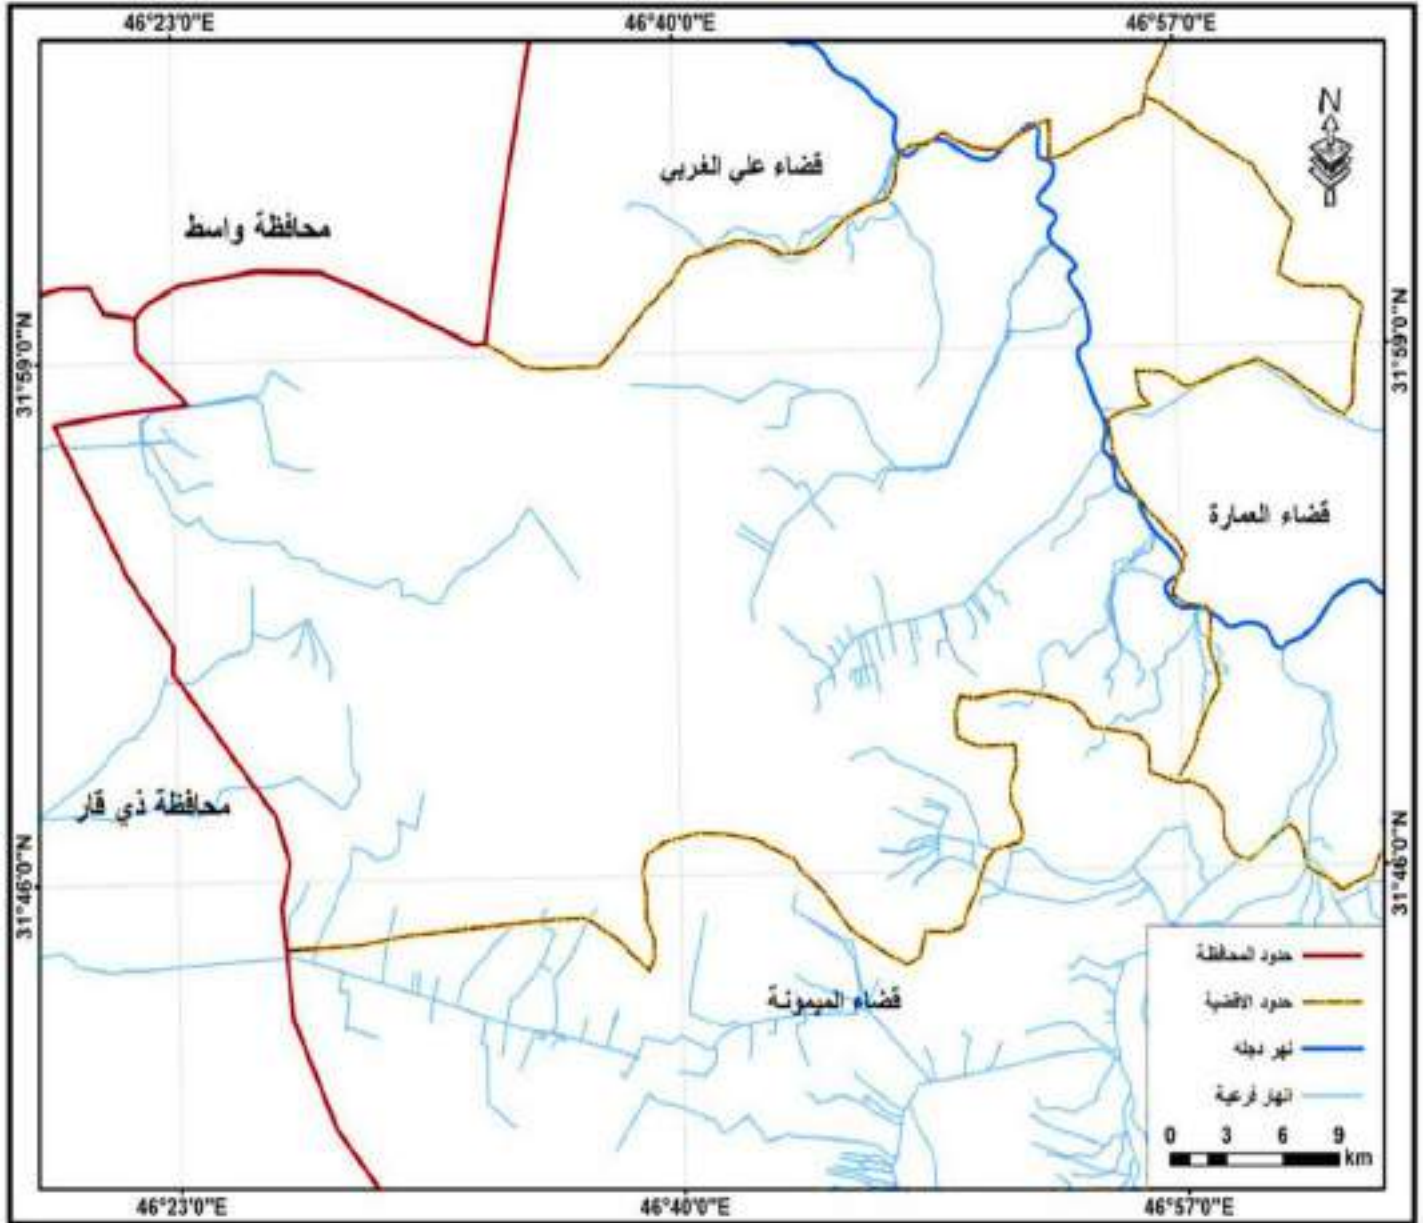 46°23'0"E
46°40'0"E
46°57'0"E
N
قضاء علي الغربي
محافظة واسط
31°59'0"N
31°59'0"N
قضاء العمارة
محافظة ذي قار
31°46'0"N
31°46'0"N
قضاء الميمونة
حدود المحافظة
حدود الاقضية
نهر دجله
انهار فرعية
0 3 6 9
km
46°23'0"E
46°40'0"E
46°57'0"E